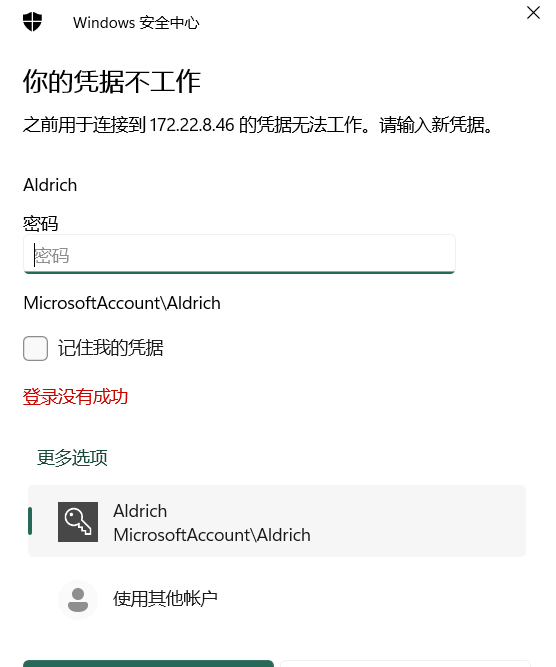 Windows 安全中心
你的凭据不工作
之前用于连接到 172.22.8.46 的凭据无法工作。请输入新凭据。
Aldrich
密码
密码
MicrosoftAccount\Aldrich
记住我的凭据
登录没有成功
更多选项
Aldrich
MicrosoftAccount\Aldrich
使用其他帐户